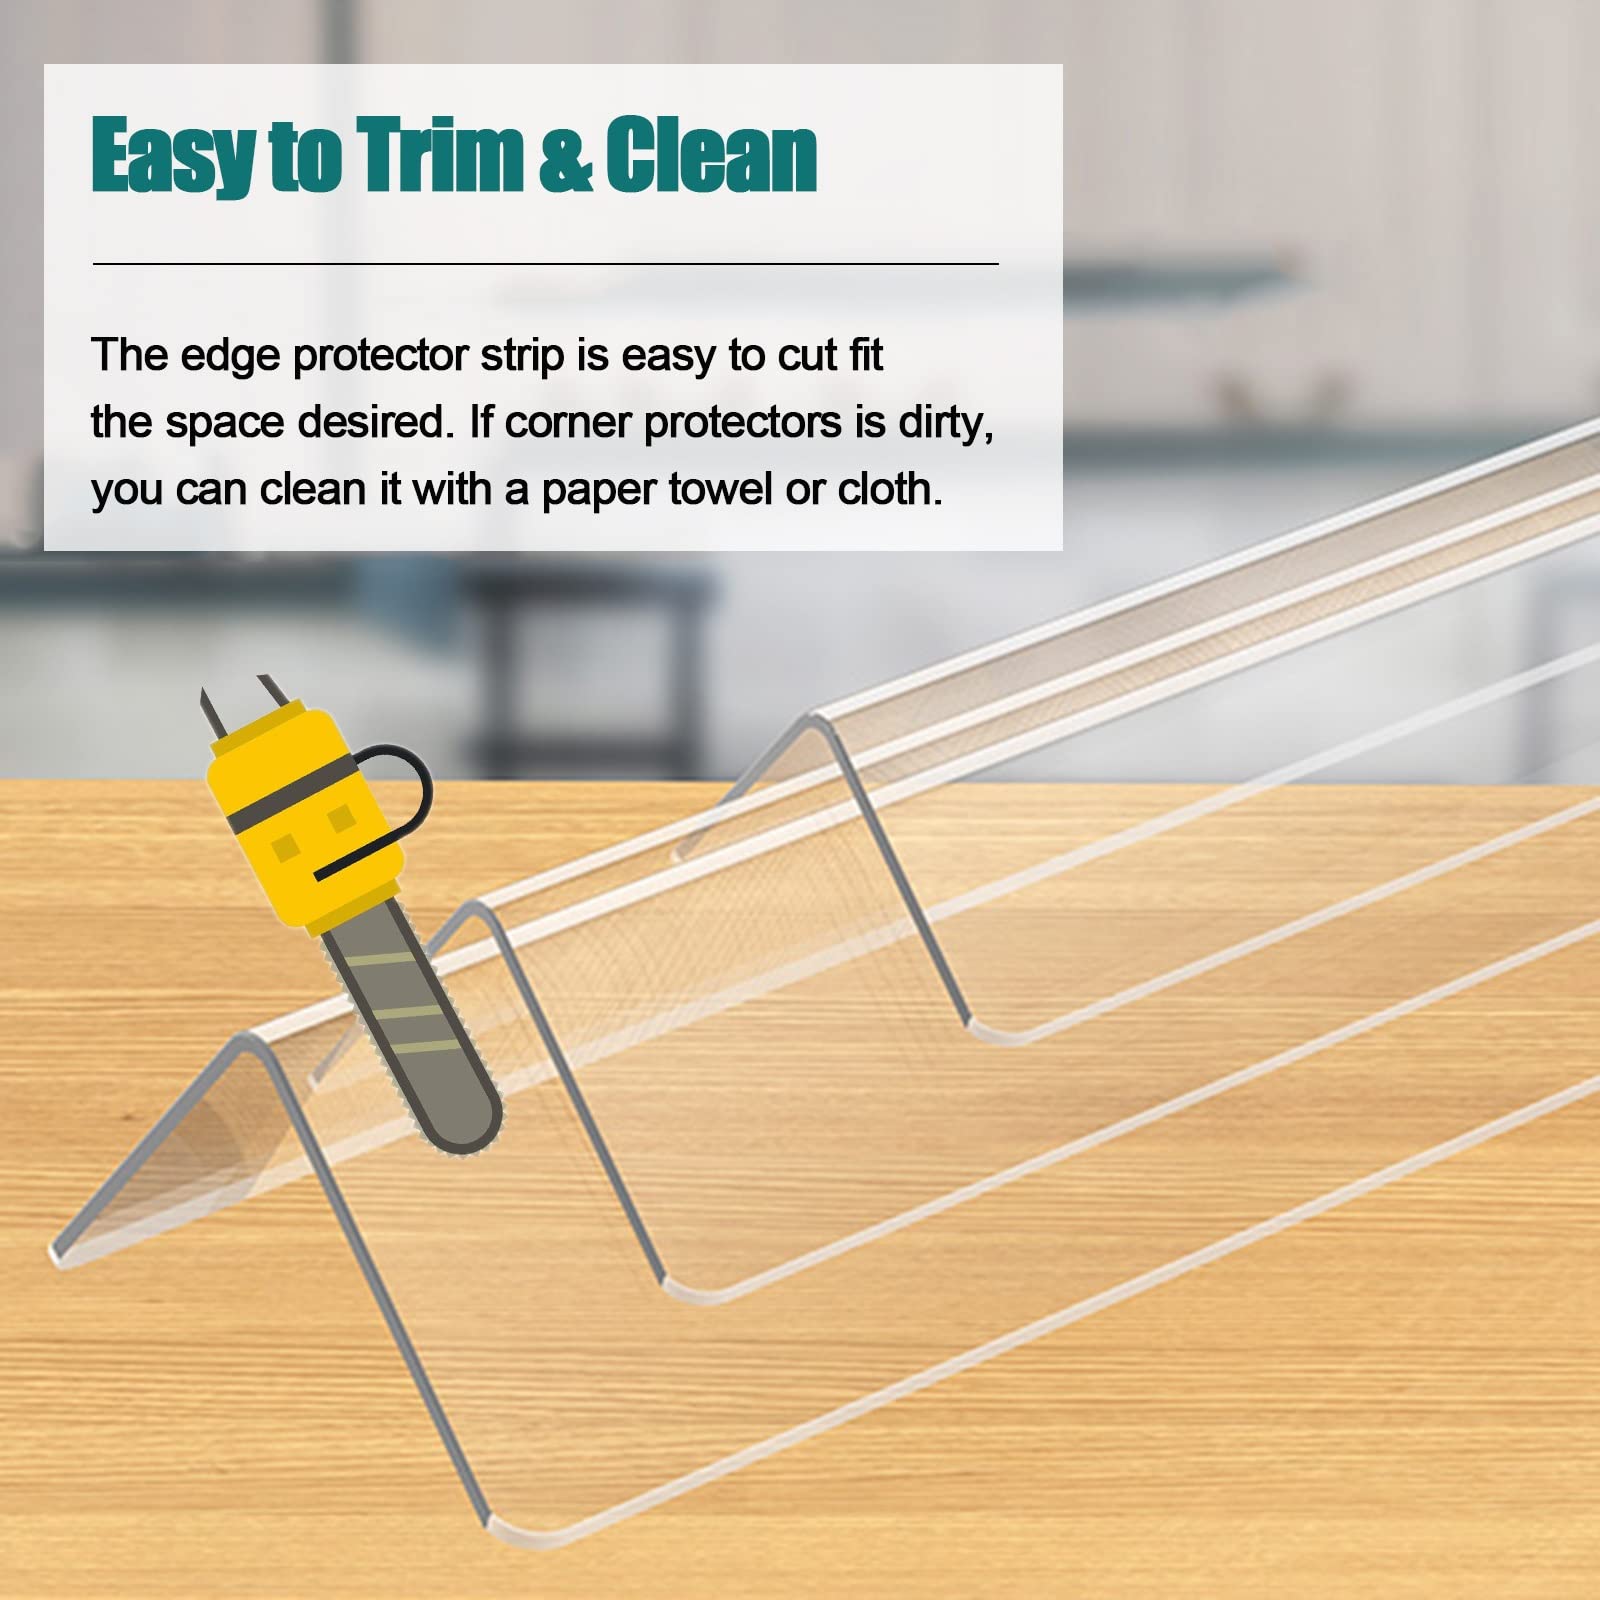 Easy to Trim & Clean
The edge protector strip is easy to cut fit
the space desired. If corner protectors is dirty,
you can clean it with a paper towel or cloth.